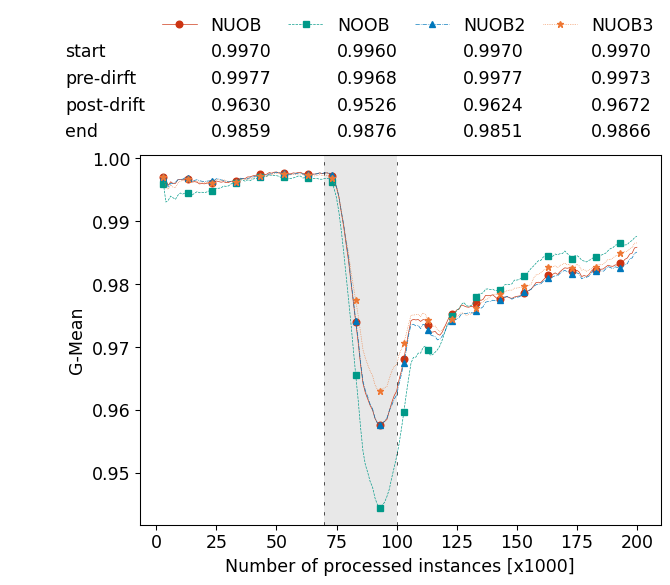 NUOB NOOB NUOB2 NUOB3
start 0.9970 0.9960 0.9970 0.9970
pre-dirft 0.9977 0.9968 0.9977 0.9973
post-drift 0.9630 0.9526 0.9624 0.9672
end 0.9859 0.9876 0.9851 0.9866
1.00
0.99
0.98
0.97
0.96
0.95
G-Mean
0 25 50 75 100 125 150 175 200
Number of processed instances [x1000]